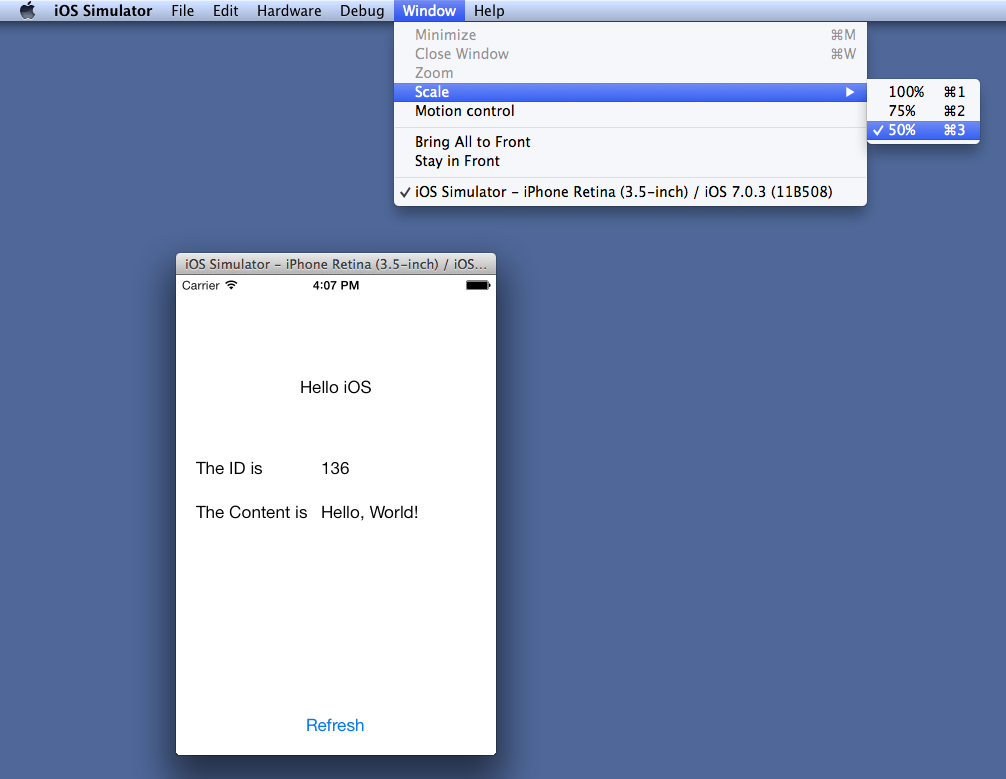 iOS Simulator File Edit Hardware Debug Window Help
Minimize ⌘M
Close Window ⌘W
Zoom
Scale ▶
Motion control
Bring All to Front
Stay in Front
✓ iOS Simulator – iPhone Retina (3.5-inch) / iOS 7.0.3 (11B508)
100% ⌘1
75% ⌘2
✓ 50% ⌘3
iOS Simulator – iPhone Retina (3.5-inch) / iOS...
Carrier 4:07 PM
Hello iOS
The ID is 136
The Content is Hello, World!
Refresh